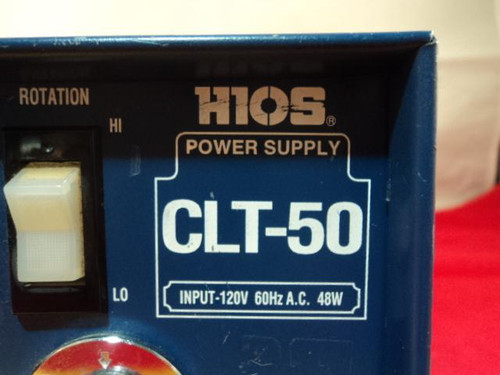 ROTATION
HI
LO
HIOS®
POWER SUPPLY
CLT-50
INPUT-120V 60Hz A.C. 48W